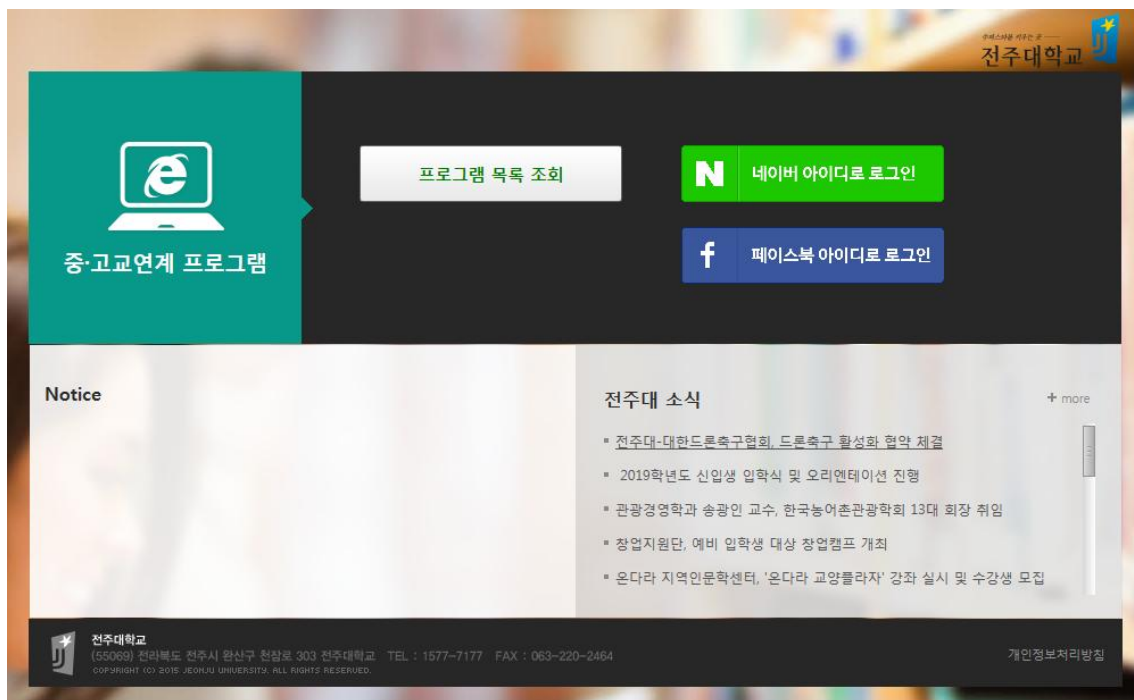 수퍼스타를 키우는 곳
전주대학교
중·고교연계 프로그램
프로그램 목록 조회
N 네이버 아이디로 로그인
f 페이스북 아이디로 로그인
Notice
전주대 소식
+ more
전주대-대한드론축구협회, 드론축구 활성화 협약 체결
2019학년도 신입생 입학식 및 오리엔테이션 진행
관광경영학과 송광인 교수, 한국농어촌관광학회 13대 회장 취임
창업지원단, 예비 입학생 대상 창업캠프 개최
온다라 지역인문학센터, '온다라 교양플라자' 강좌 실시 및 수강생 모집
전주대학교
(55069) 전라북도 전주시 완산구 천잠로 303 전주대학교 TEL : 1577-7177 FAX : 063-220-2464
COPYRIGHT (C) 2015 JEONJU UNIVERSITY. ALL RIGHTS RESERVED.
개인정보처리방침